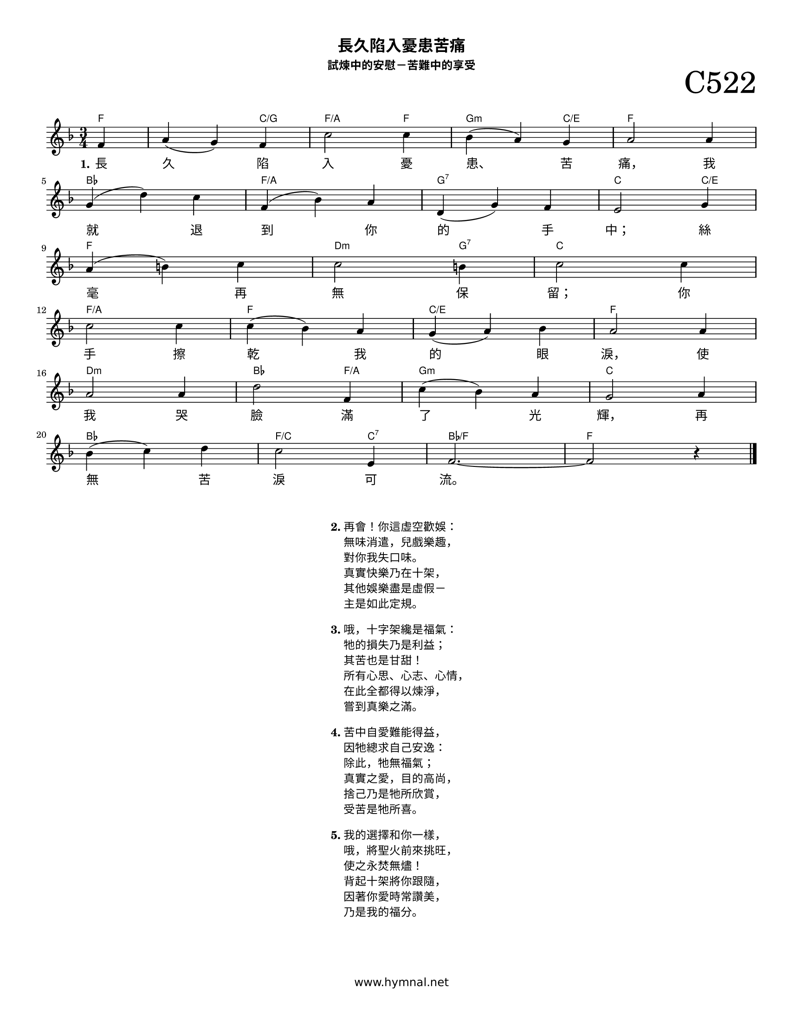 長久陷入憂患苦痛
試煉中的安慰－苦難中的享受
C522
F C/G F/A F Gm C/E F
3
4
1. 長 久 陷 入 憂 患、 苦 痛， 我
5 B♭ F/A G7 C C/E
就 退 到 你 的 手 中； 絲
9 F Dm G7 C
毫 再 無 保 留； 你
12 F/A F C/E F
手 擦 乾 我 的 眼 淚， 使
16 Dm B♭ F/A Gm C
我 哭 臉 滿 了 光 輝， 再
20 B♭ F/C C7 B♭/F F
無 苦 淚 可 流。
2. 再會！你這虛空歡娛：
無味消遣，兒戲樂趣，
對你我失口味。
真實快樂乃在十架，
其他娛樂盡是虛假－
主是如此定規。
3. 哦，十字架纔是福氣：
牠的損失乃是利益；
其苦也是甘甜！
所有心思、心志、心情，
在此全都得以煉淨，
嘗到真樂之滿。
4. 苦中自愛難能得益，
因牠總求自己安逸：
除此，牠無福氣；
真實之愛，目的高尚，
捨己乃是牠所欣賞，
受苦是牠所喜。
5. 我的選擇和你一樣，
哦，將聖火前來挑旺，
使之永焚無燼！
背起十架將你跟隨，
因著你愛時常讚美，
乃是我的福分。
www.hymnal.net